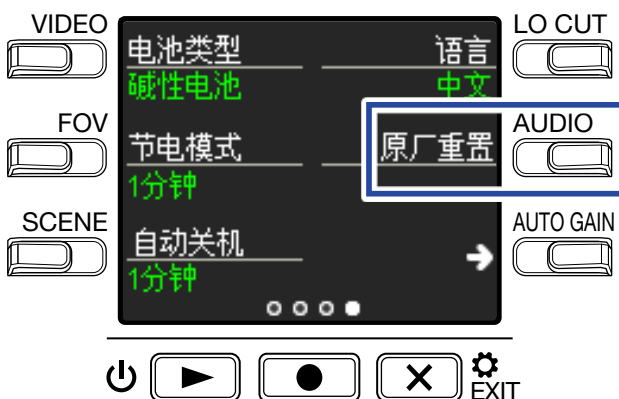 VIDEO
LO CUT
电池类型
语言
碱性电池
中文
FOV
AUDIO
节电模式
原厂重置
1分钟
SCENE
AUTO GAIN
自动关机
1分钟
EXIT